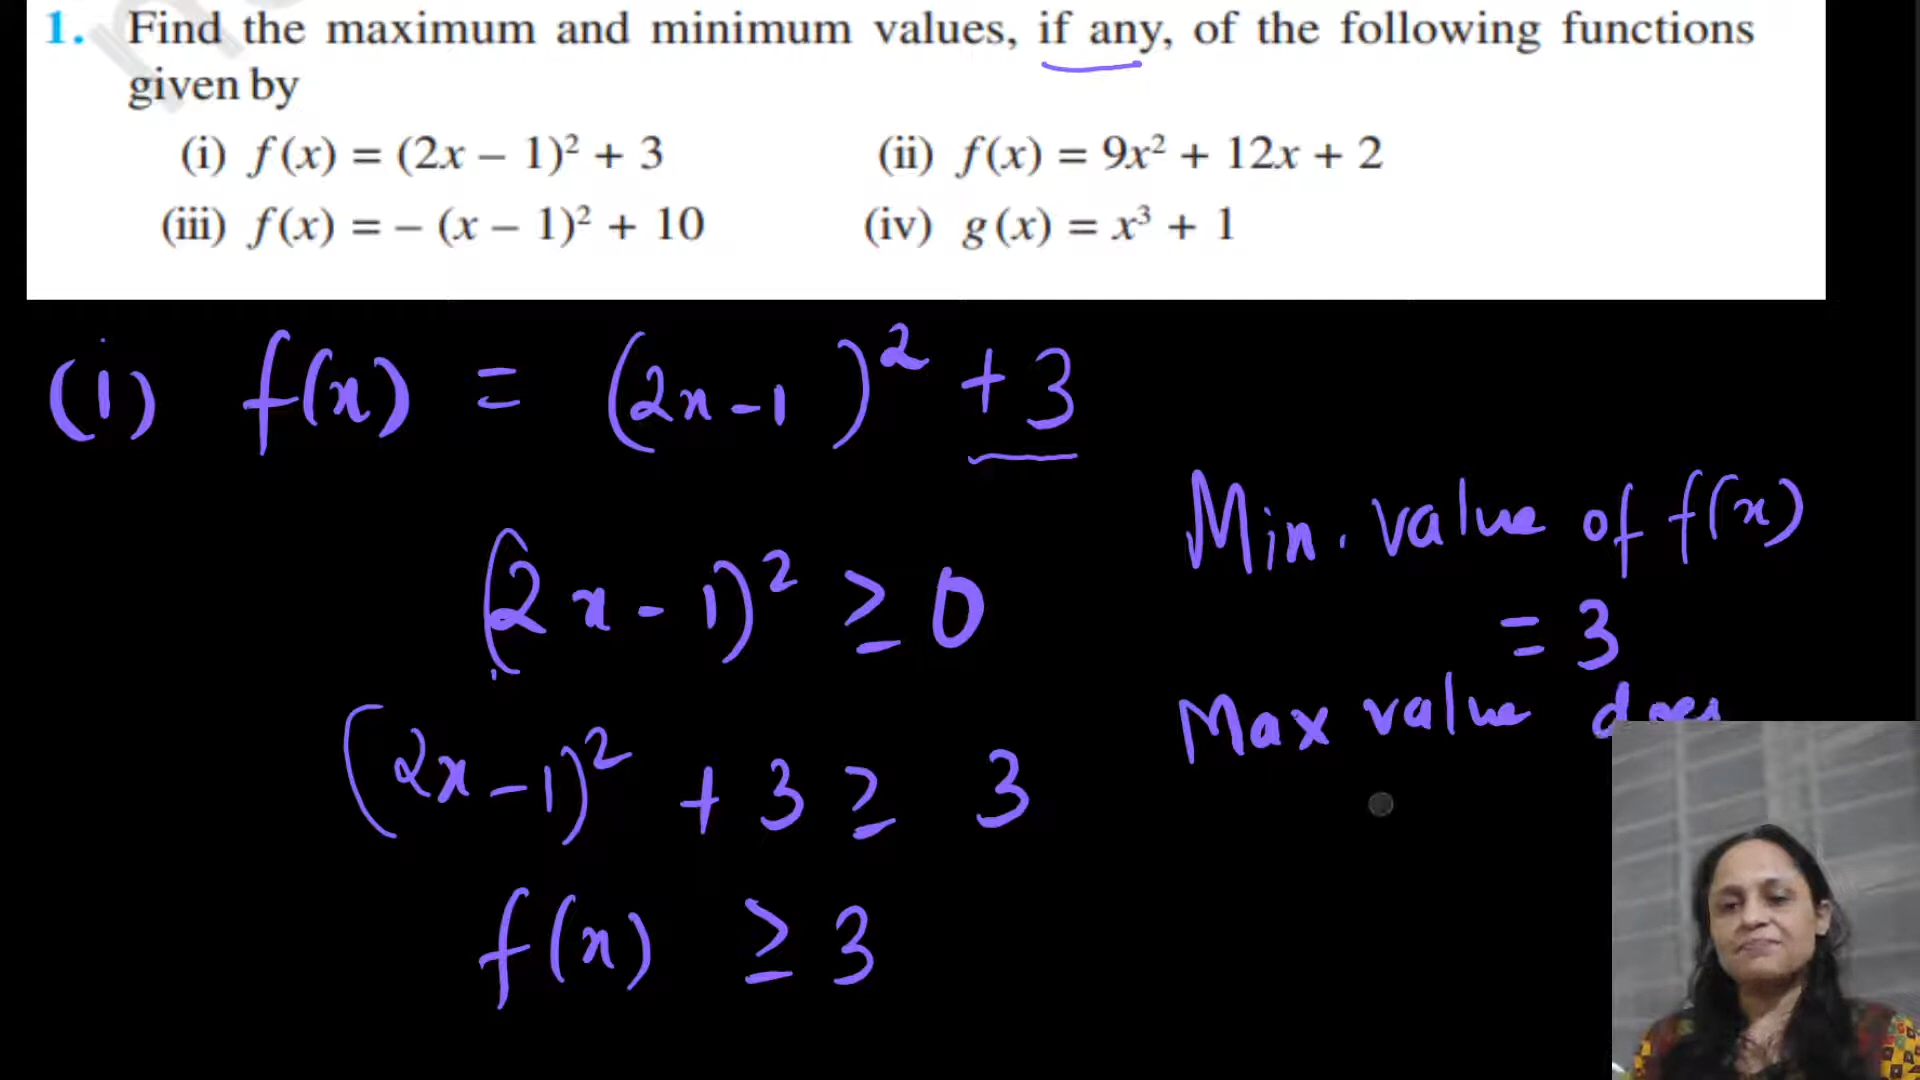 1. Find the maximum and minimum values, if any, of the following functions
given by
(i) f(x) = (2x – 1)² + 3 (ii) f(x) = 9x² + 12x + 2
(iii) f(x) = – (x – 1)² + 10 (iv) g(x) = x³ + 1
(i) f(x) = (2x-1)² +3
(2x-1)² ≥ 0
(2x-1)² + 3 ≥ 3
f(x) ≥ 3
Min. value of f(x)
= 3
Max value does